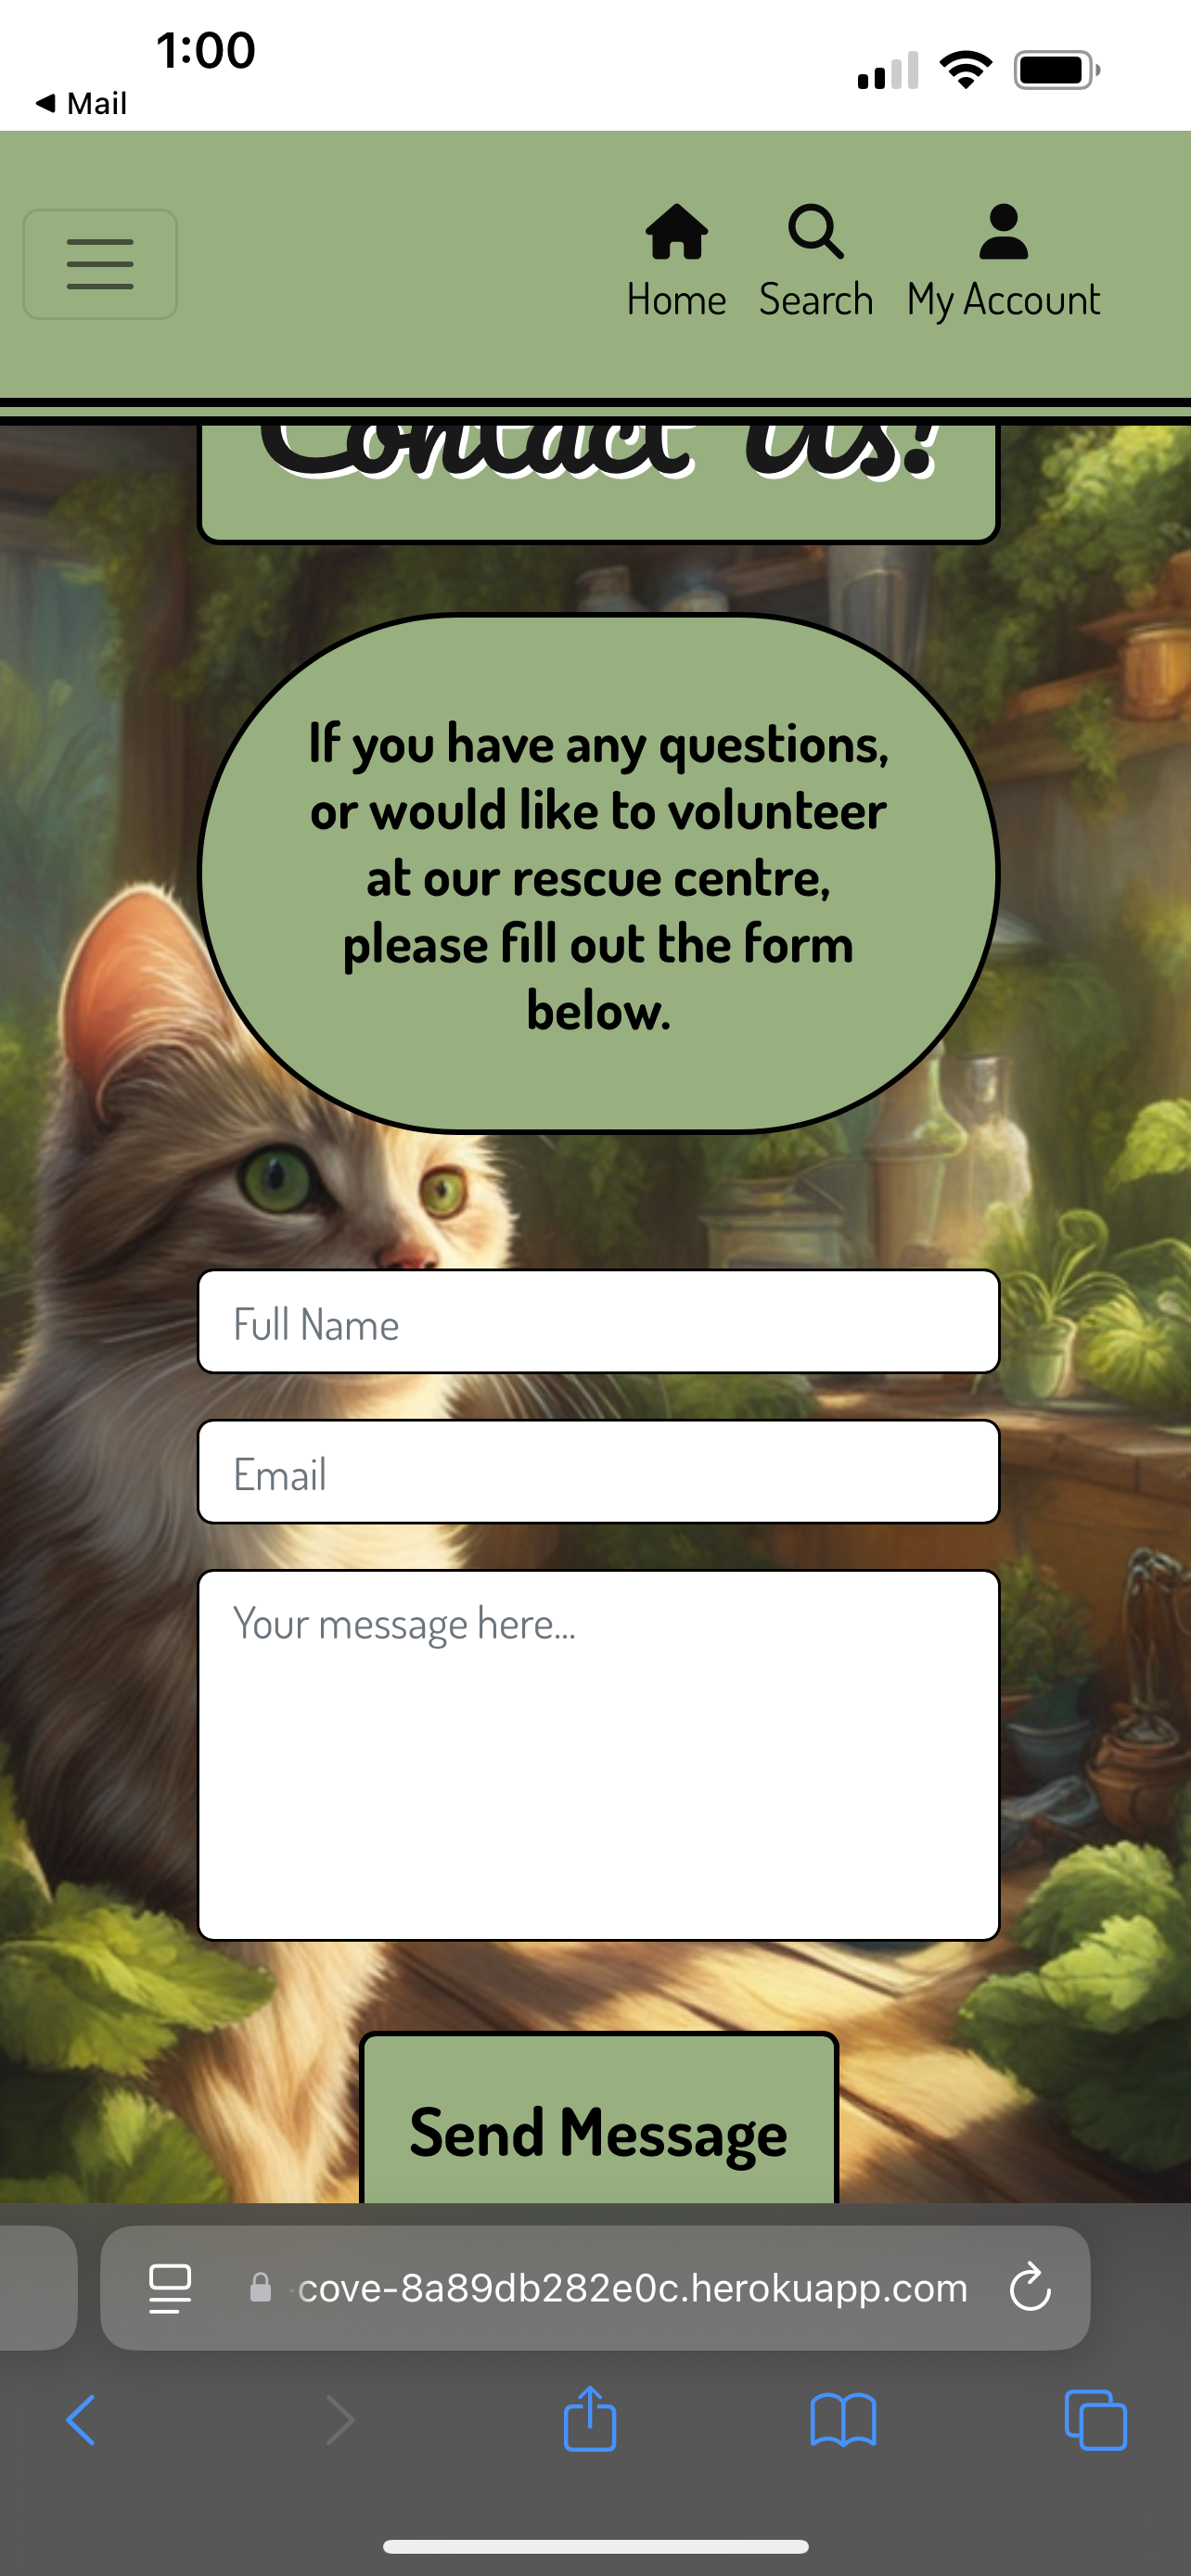 1:00
Mail
Home Search My Account
Contact Us!
If you have any questions,
or would like to volunteer
at our rescue centre,
please fill out the form
below.
Full Name
Email
Your message here...
Send Message
-cove-8a89db282e0c.herokuapp.com